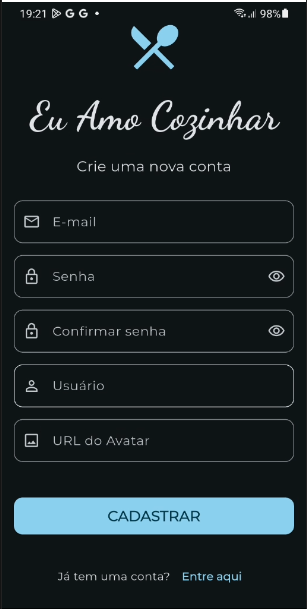 19:21 G G • 98%
Eu Amo Cozinhar
Crie uma nova conta
E-mail
Senha
Confirmar senha
Usuário
URL do Avatar
CADASTRAR
Já tem uma conta? Entre aqui